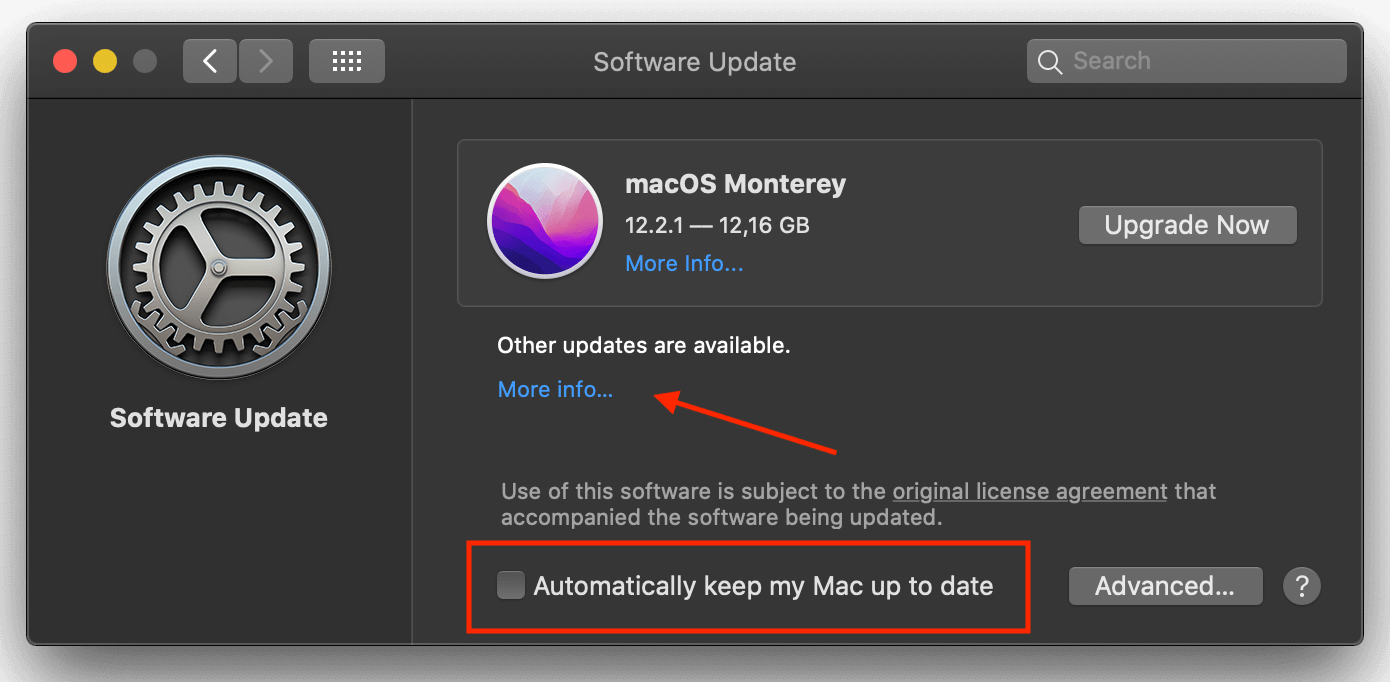 Software Update
Search
Software Update
macOS Monterey
12.2.1 — 12,16 GB
More Info...
Upgrade Now
Other updates are available.
More info...
Use of this software is subject to the original license agreement that
accompanied the software being updated.
Automatically keep my Mac up to date
Advanced...
?